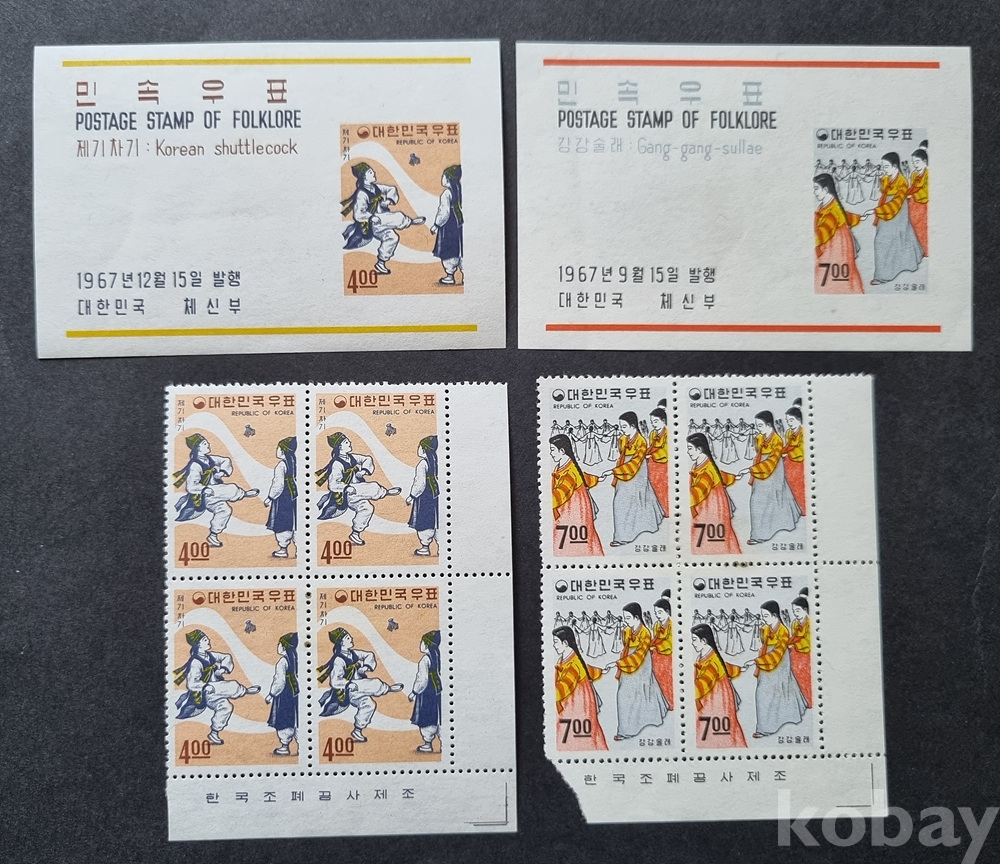 민속우표
POSTAGE STAMP OF FOLKLORE
제기차기 : Korean shuttlecock
제기차기
대한민국우표
REPUBLIC OF KOREA
4.00
1967년 12월 15일 발행
대한민국 체신부
민속우표
POSTAGE STAMP OF FOLKLORE
강강술래 : Gang-gang-sullae
대한민국우표
REPUBLIC OF KOREA
7.00
강강술래
1967년 9월 15일 발행
대한민국 체신부
제기차기
대한민국우표
REPUBLIC OF KOREA
4.00
제기차기
대한민국우표
REPUBLIC OF KOREA
4.00
제기차기
대한민국우표
REPUBLIC OF KOREA
4.00
제기차기
대한민국우표
REPUBLIC OF KOREA
4.00
한국조폐공사제조
대한민국우표
REPUBLIC OF KOREA
7.00
강강술래
대한민국우표
REPUBLIC OF KOREA
7.00
강강술래
대한민국우표
REPUBLIC OF KOREA
7.00
강강술래
대한민국우표
REPUBLIC OF KOREA
7.00
강강술래
한국조폐공사제조
kobay